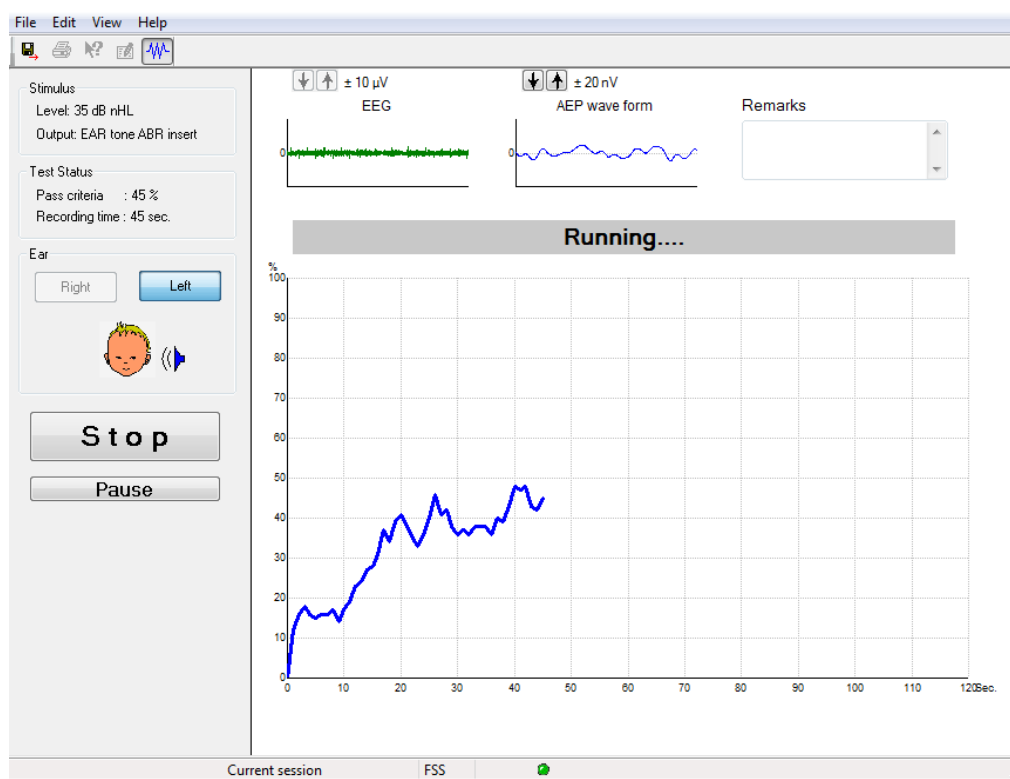 File Edit View Help
Stimulus
Level: 35 dB nHL
Output: EAR tone ABR insert
Test Status
Pass criteria : 45 %
Recording time : 45 sec.
Ear
Right Left
Stop
Pause
± 10 µV
EEG
0
± 20 nV
AEP wave form
0
Remarks
Running....
%
100
90
80
70
60
50
40
30
20
10
0
0 10 20 30 40 50 60 70 80 90 100 110 120Sec.
Current session FSS